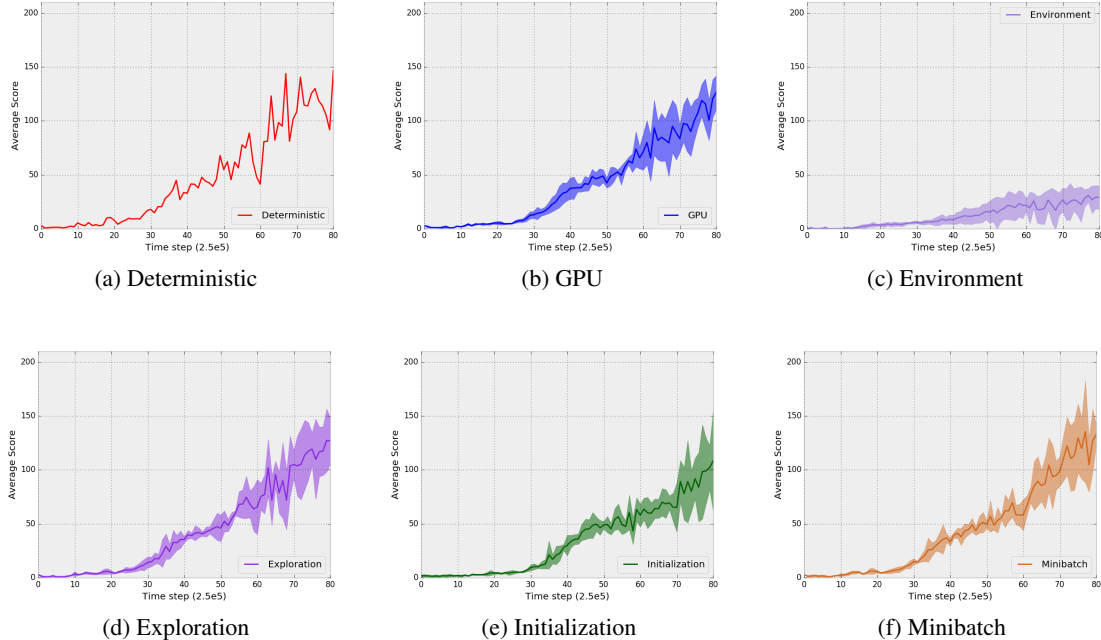 200
150
100
50
0
Average Score
Deterministic
0 10 20 30 40 50 60 70 80
Time step (2.5e5)
(a) Deterministic
200
150
100
50
0
Average Score
GPU
0 10 20 30 40 50 60 70 80
Time step (2.5e5)
(b) GPU
200
150
100
50
0
Average Score
Environment
0 10 20 30 40 50 60 70 80
Time step (2.5e5)
(c) Environment
200
150
100
50
0
Average Score
Exploration
0 10 20 30 40 50 60 70 80
Time step (2.5e5)
(d) Exploration
200
150
100
50
0
Average Score
Initialization
0 10 20 30 40 50 60 70 80
Time step (2.5e5)
(e) Initialization
200
150
100
50
0
Average Score
Minibatch
0 10 20 30 40 50 60 70 80
Time step (2.5e5)
(f) Minibatch